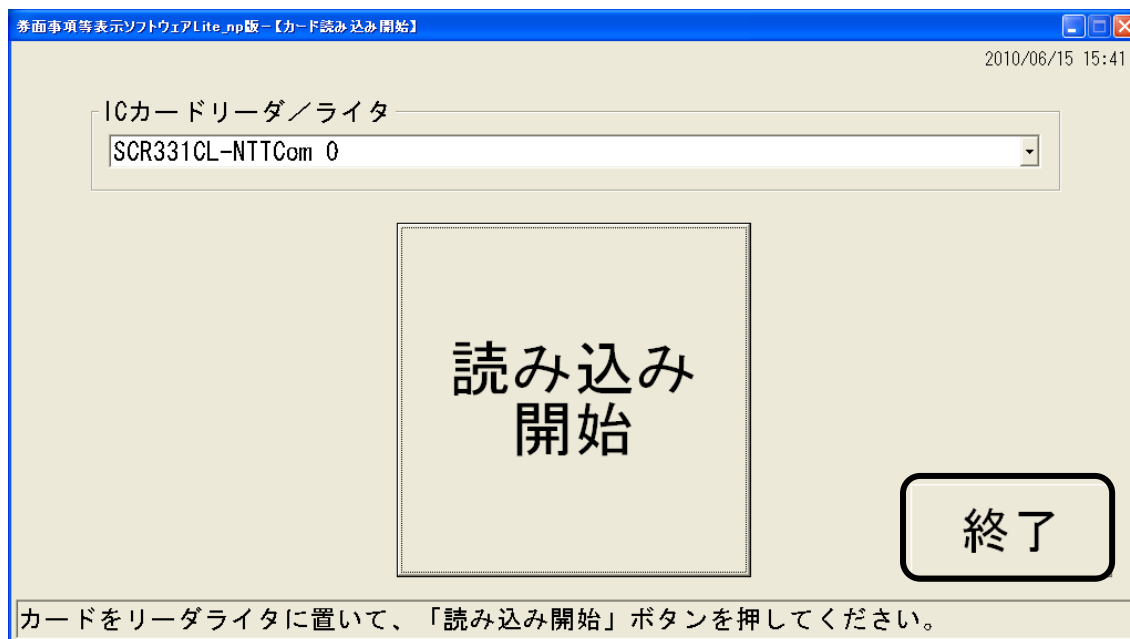 券面事項等表示ソフトウェアLite_np版－【カード読み込み開始】
2010/06/15 15:41
ICカードリーダ／ライタ
SCR331CL-NTTCom 0
読み込み
開始
終了
カードをリーダライタに置いて、「読み込み開始」ボタンを押してください。